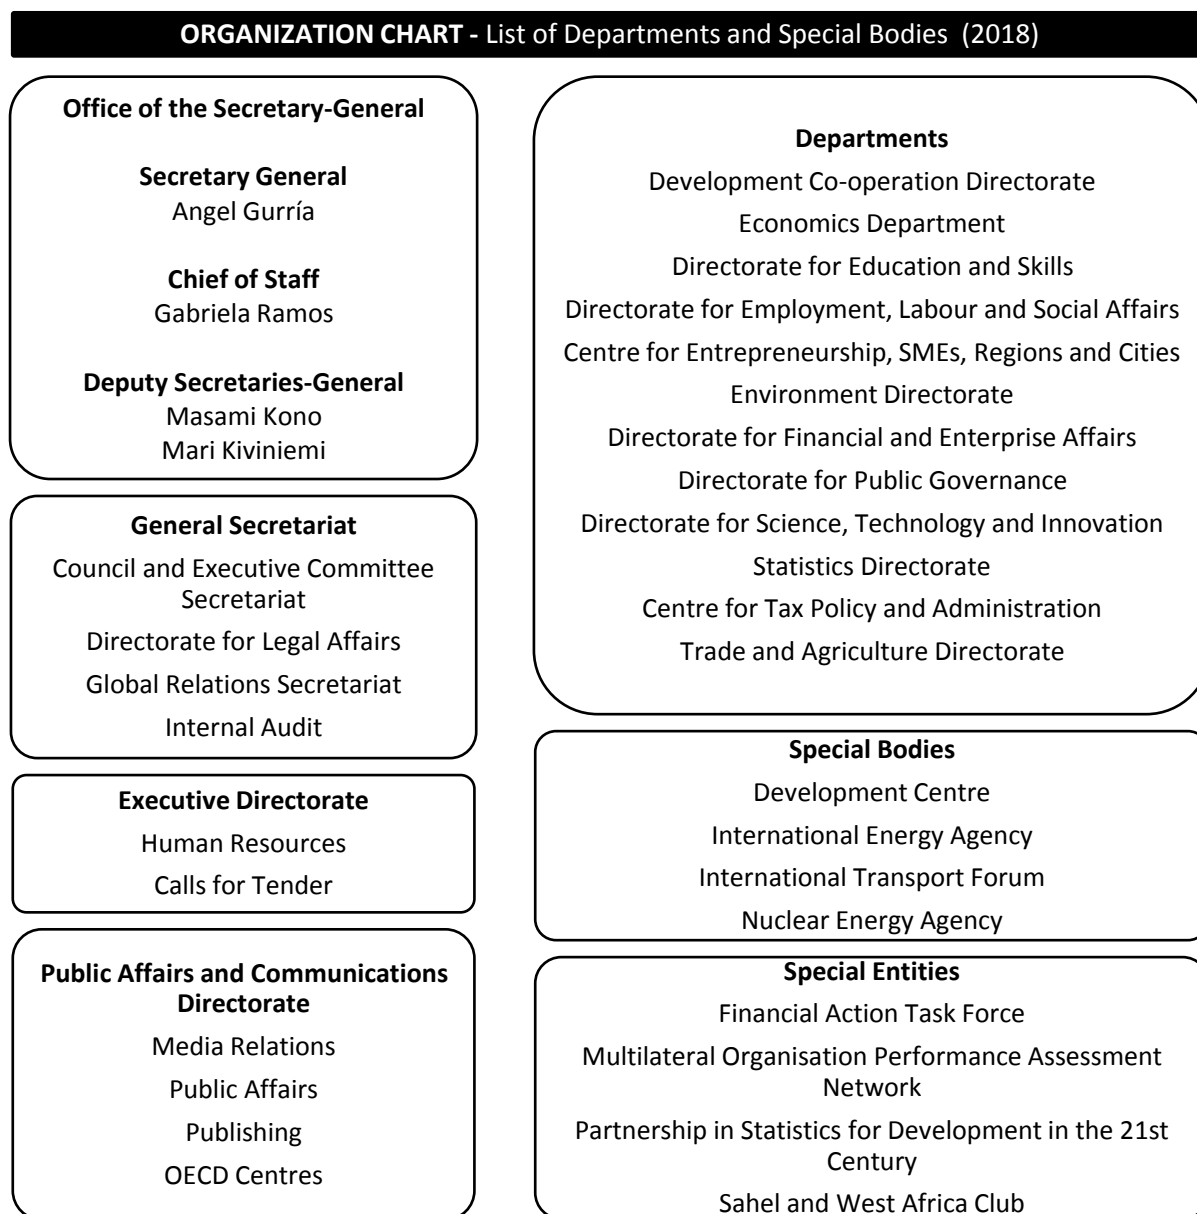 ORGANIZATION CHART - List of Departments and Special Bodies (2018)
Office of the Secretary-General
Secretary General
Angel Gurría
Chief of Staff
Gabriela Ramos
Deputy Secretaries-General
Masami Kono
Mari Kiviniemi
General Secretariat
Council and Executive Committee
Secretariat
Directorate for Legal Affairs
Global Relations Secretariat
Internal Audit
Executive Directorate
Human Resources
Calls for Tender
Public Affairs and Communications
Directorate
Media Relations
Public Affairs
Publishing
OECD Centres
Departments
Development Co-operation Directorate
Economics Department
Directorate for Education and Skills
Directorate for Employment, Labour and Social Affairs
Centre for Entrepreneurship, SMEs, Regions and Cities
Environment Directorate
Directorate for Financial and Enterprise Affairs
Directorate for Public Governance
Directorate for Science, Technology and Innovation
Statistics Directorate
Centre for Tax Policy and Administration
Trade and Agriculture Directorate
Special Bodies
Development Centre
International Energy Agency
International Transport Forum
Nuclear Energy Agency
Special Entities
Financial Action Task Force
Multilateral Organisation Performance Assessment
Network
Partnership in Statistics for Development in the 21st
Century
Sahel and West Africa Club